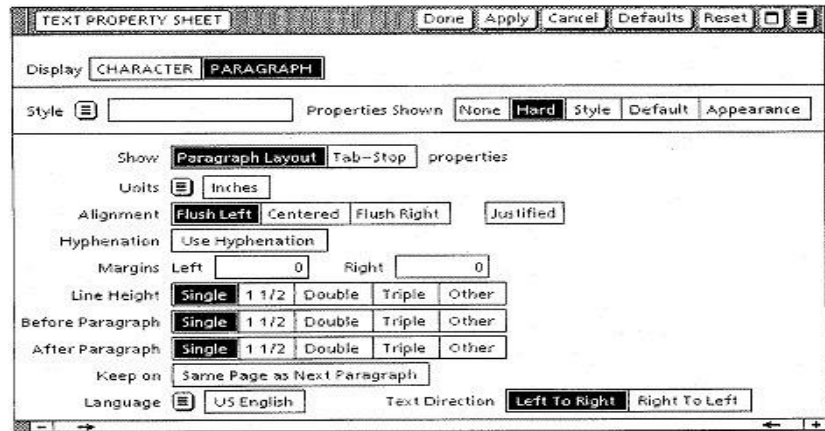 TEXT PROPERTY SHEET Done Apply Cancel Defaults Reset
Display CHARACTER PARAGRAPH
Style Properties Shown None Hard Style Default Appearance
Show Paragraph Layout Tab-Stop properties
Units Inches
Alignment Flush Left Centered Flush Right Justified
Hyphenation Use Hyphenation
Margins Left 0 Right 0
Line Height Single 1 1/2 Double Triple Other
Before Paragraph Single 1 1/2 Double Triple Other
After Paragraph Single 1 1/2 Double Triple Other
Keep on Same Page as Next Paragraph
Language US English Text Direction Left To Right Right To Left